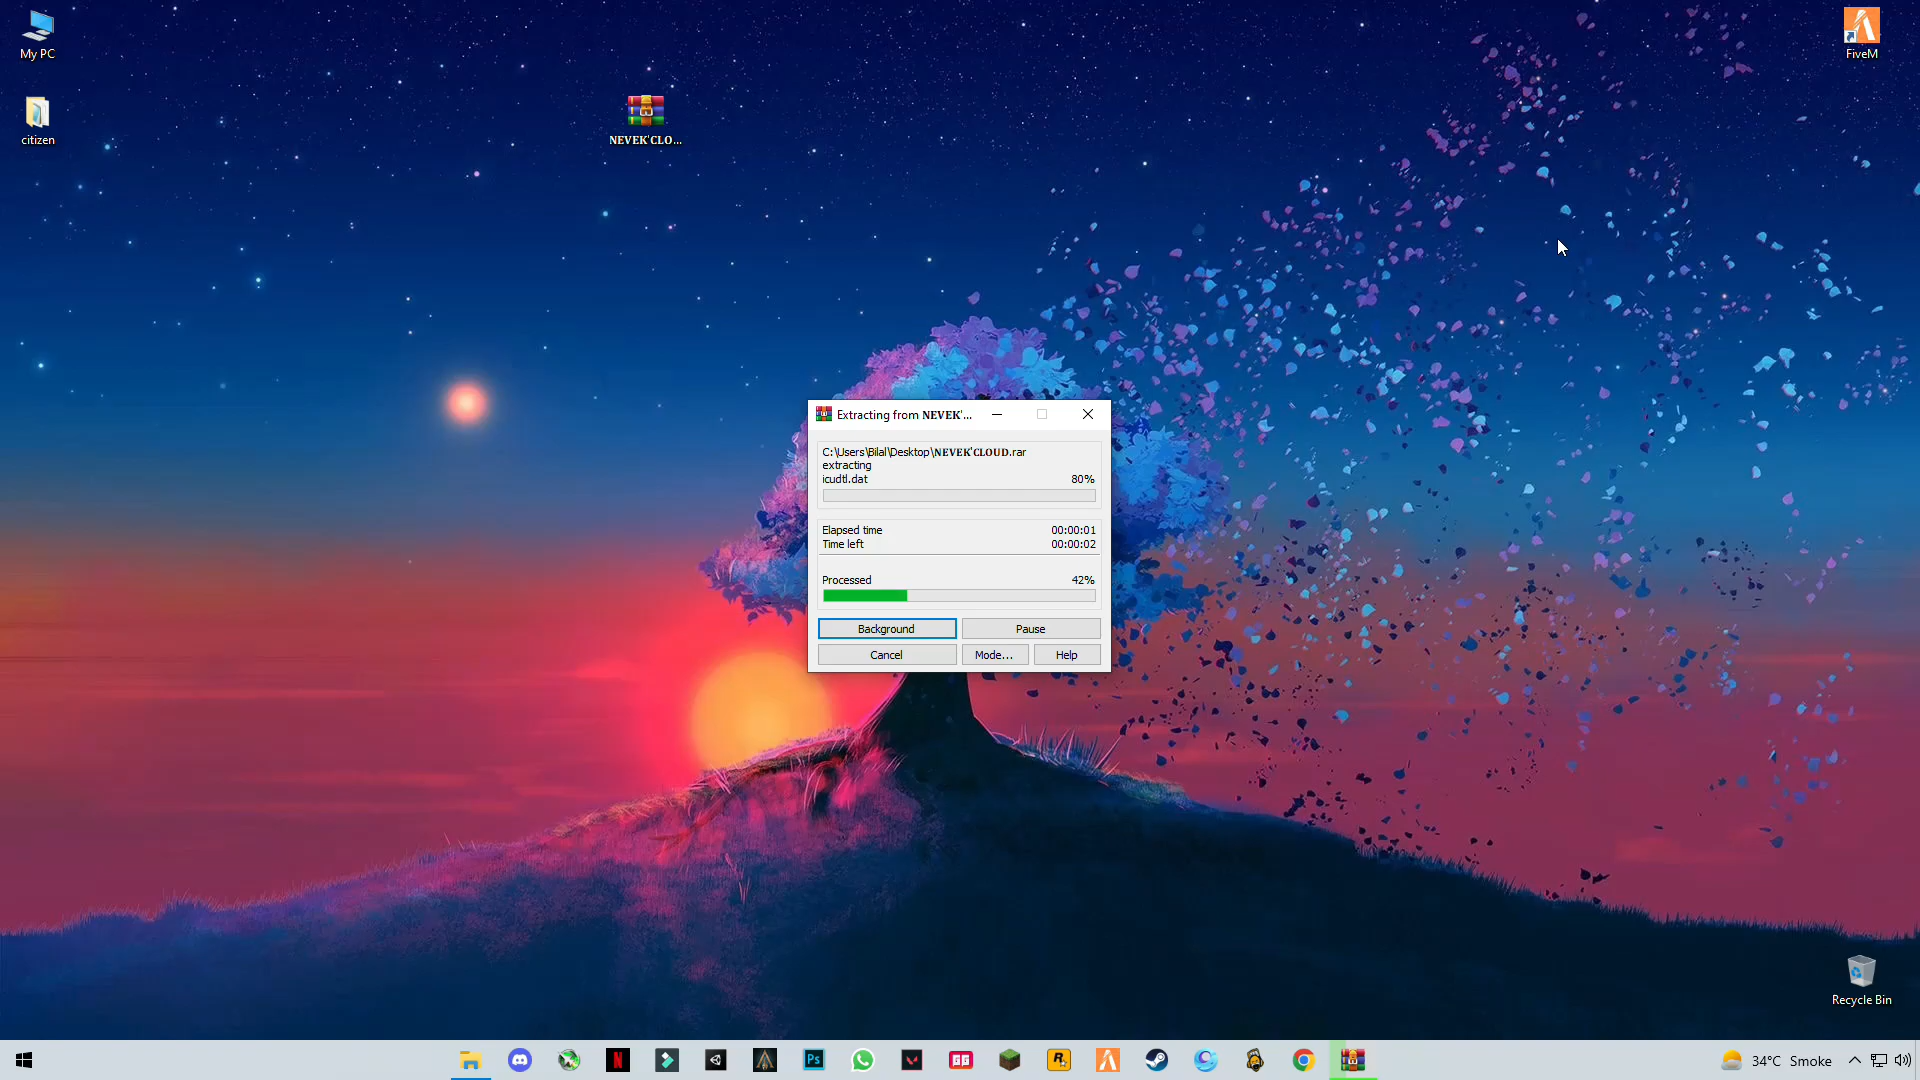 My PC
citizen
NEVEK'CLO...
FiveM
Extracting from NEVEK'...
C:\Users\Bilal\Desktop\NEVEK'CLOUD.rar
extracting
icudtl.dat 80%
Elapsed time 00:00:01
Time left 00:00:02
Processed 42%
Background Pause
Cancel Mode... Help
Recycle Bin
34°C Smoke